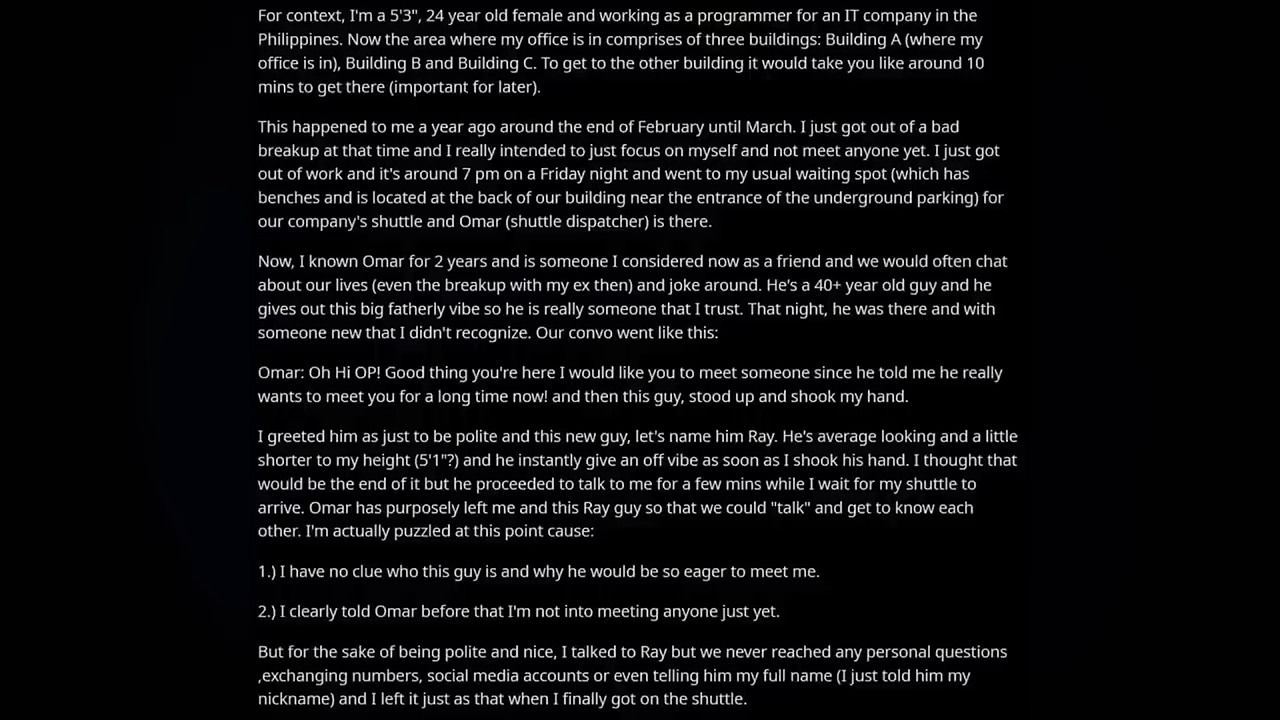 For context, I'm a 5'3", 24 year old female and working as a programmer for an IT company in the
Philippines. Now the area where my office is in comprises of three buildings: Building A (where my
office is in), Building B and Building C. To get to the other building it would take you like around 10
mins to get there (important for later).
This happened to me a year ago around the end of February until March. I just got out of a bad
breakup at that time and I really intended to just focus on myself and not meet anyone yet. I just got
out of work and it's around 7 pm on a Friday night and went to my usual waiting spot (which has
benches and is located at the back of our building near the entrance of the underground parking) for
our company's shuttle and Omar (shuttle dispatcher) is there.
Now, I known Omar for 2 years and is someone I considered now as a friend and we would often chat
about our lives (even the breakup with my ex then) and joke around. He's a 40+ year old guy and he
gives out this big fatherly vibe so he is really someone that I trust. That night, he was there and with
someone new that I didn't recognize. Our convo went like this:
Omar: Oh Hi OP! Good thing you're here I would like you to meet someone since he told me he really
wants to meet you for a long time now! and then this guy, stood up and shook my hand.
I greeted him as just to be polite and this new guy, let's name him Ray. He's average looking and a little
shorter to my height (5'1"?) and he instantly give an off vibe as soon as I shook his hand. I thought that
would be the end of it but he proceeded to talk to me for a few mins while I wait for my shuttle to
arrive. Omar has purposely left me and this Ray guy so that we could "talk" and get to know each
other. I'm actually puzzled at this point cause:
1.) I have no clue who this guy is and why he would be so eager to meet me.
2.) I clearly told Omar before that I'm not into meeting anyone just yet.
But for the sake of being polite and nice, I talked to Ray but we never reached any personal questions
,exchanging numbers, social media accounts or even telling him my full name (I just told him my
nickname) and I left it just as that when I finally got on the shuttle.